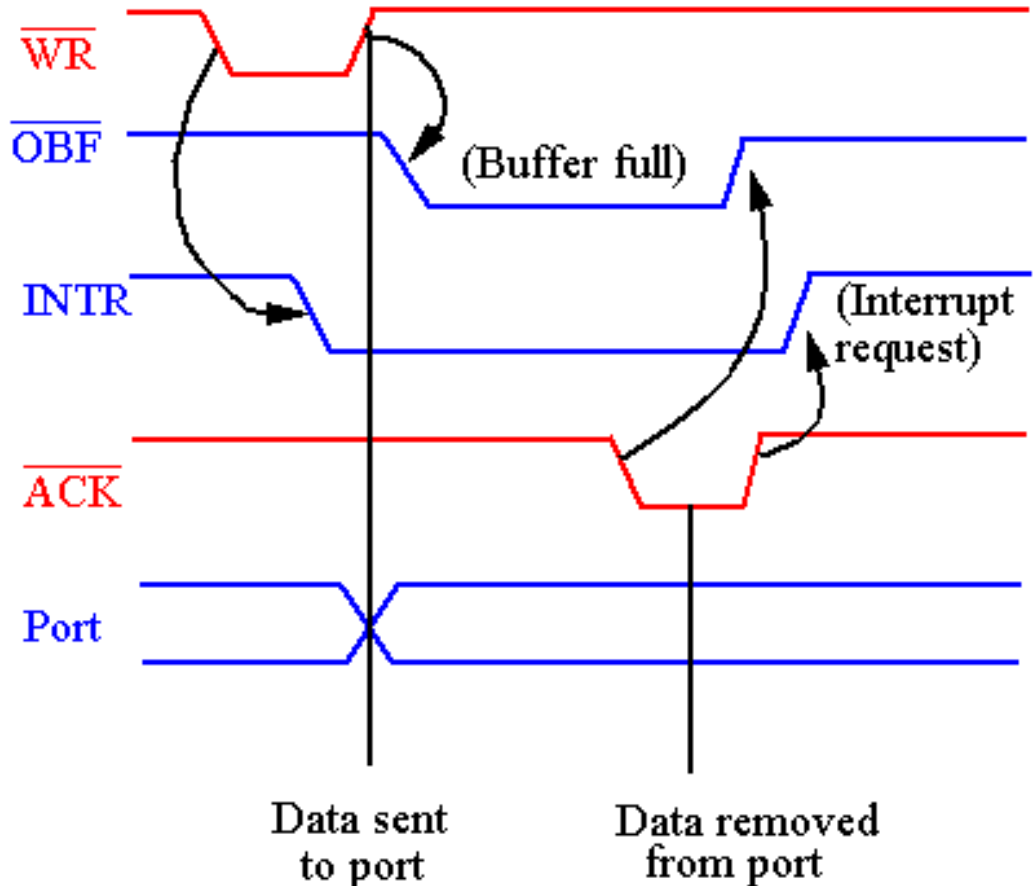 WR
OBF
(Buffer full)
INTR
(Interrupt
request)
ACK
Port
Data sent
to port
Data removed
from port